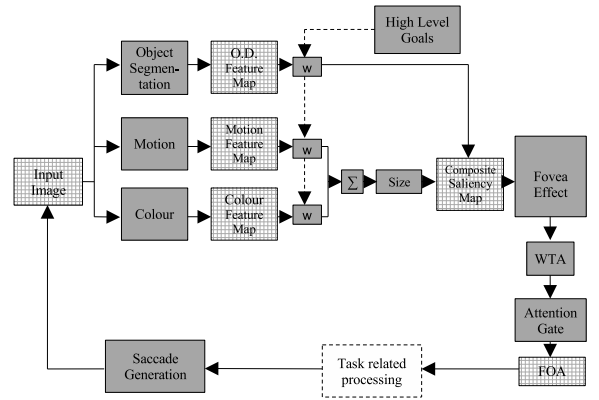 High Level
Goals
Object
Segmen-
tation
O.D.
Feature
Map
w
Motion
Motion
Feature
Map
w
Input
Image
Colour
Colour
Feature
Map
w
∑
Size
Composite
Saliency
Map
Fovea
Effect
WTA
Attention
Gate
FOA
Task related
processing
Saccade
Generation